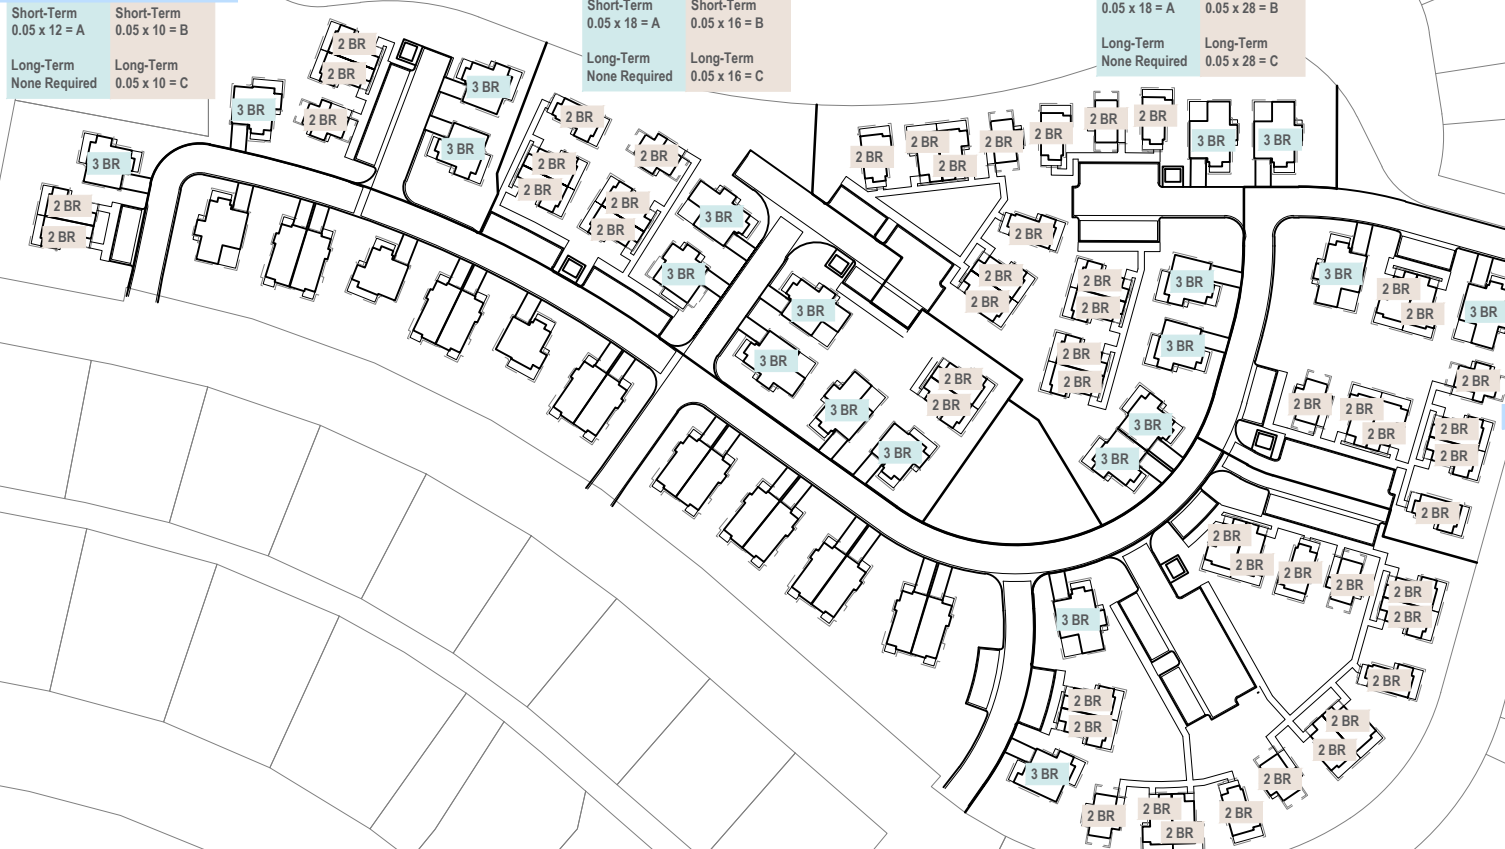 Short-Term
0.05 x 12 = A
Long-Term
None Required
Short-Term
0.05 x 10 = B
Long-Term
0.05 x 10 = C
Short-Term
0.05 x 18 = A
Long-Term
None Required
Short-Term
0.05 x 16 = B
Long-Term
0.05 x 16 = C
0.05 x 18 = A
Long-Term
None Required
0.05 x 28 = B
Long-Term
0.05 x 28 = C
2 BR
2 BR
3 BR
3 BR
2 BR
3 BR
3 BR
2 BR
2 BR
2 BR
2 BR
2 BR
2 BR
2 BR
2 BR
3 BR
3 BR
2 BR
2 BR
2 BR
2 BR
2 BR
2 BR
2 BR
3 BR
3 BR
2 BR
2 BR
2 BR
3 BR
3 BR
3 BR
3 BR
2 BR
2 BR
2 BR
2 BR
2 BR
2 BR
3 BR
3 BR
3 BR
3 BR
3 BR
2 BR
2 BR
3 BR
2 BR
2 BR
2 BR
2 BR
2 BR
2 BR
2 BR
2 BR
2 BR
2 BR
2 BR
2 BR
2 BR
3 BR
2 BR
2 BR
2 BR
2 BR
2 BR
3 BR
2 BR
2 BR
2 BR
2 BR
2 BR